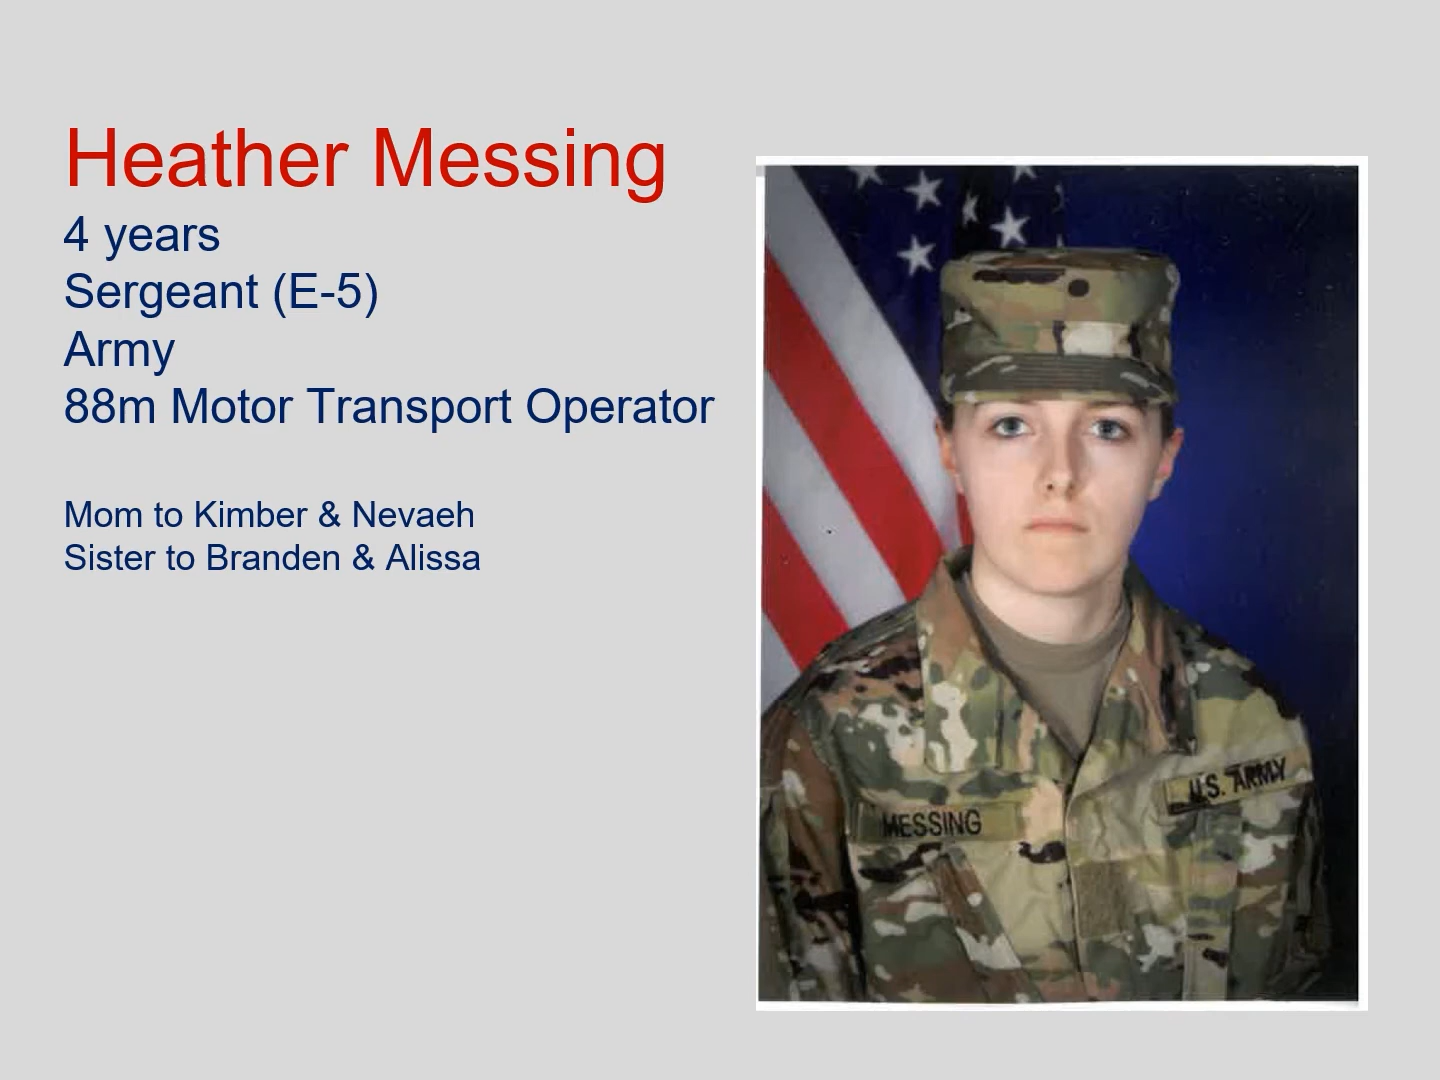 Heather Messing
4 years
Sergeant (E-5)
Army
88m Motor Transport Operator
Mom to Kimber & Nevaeh
Sister to Branden & Alissa
MESSING
U.S. ARMY